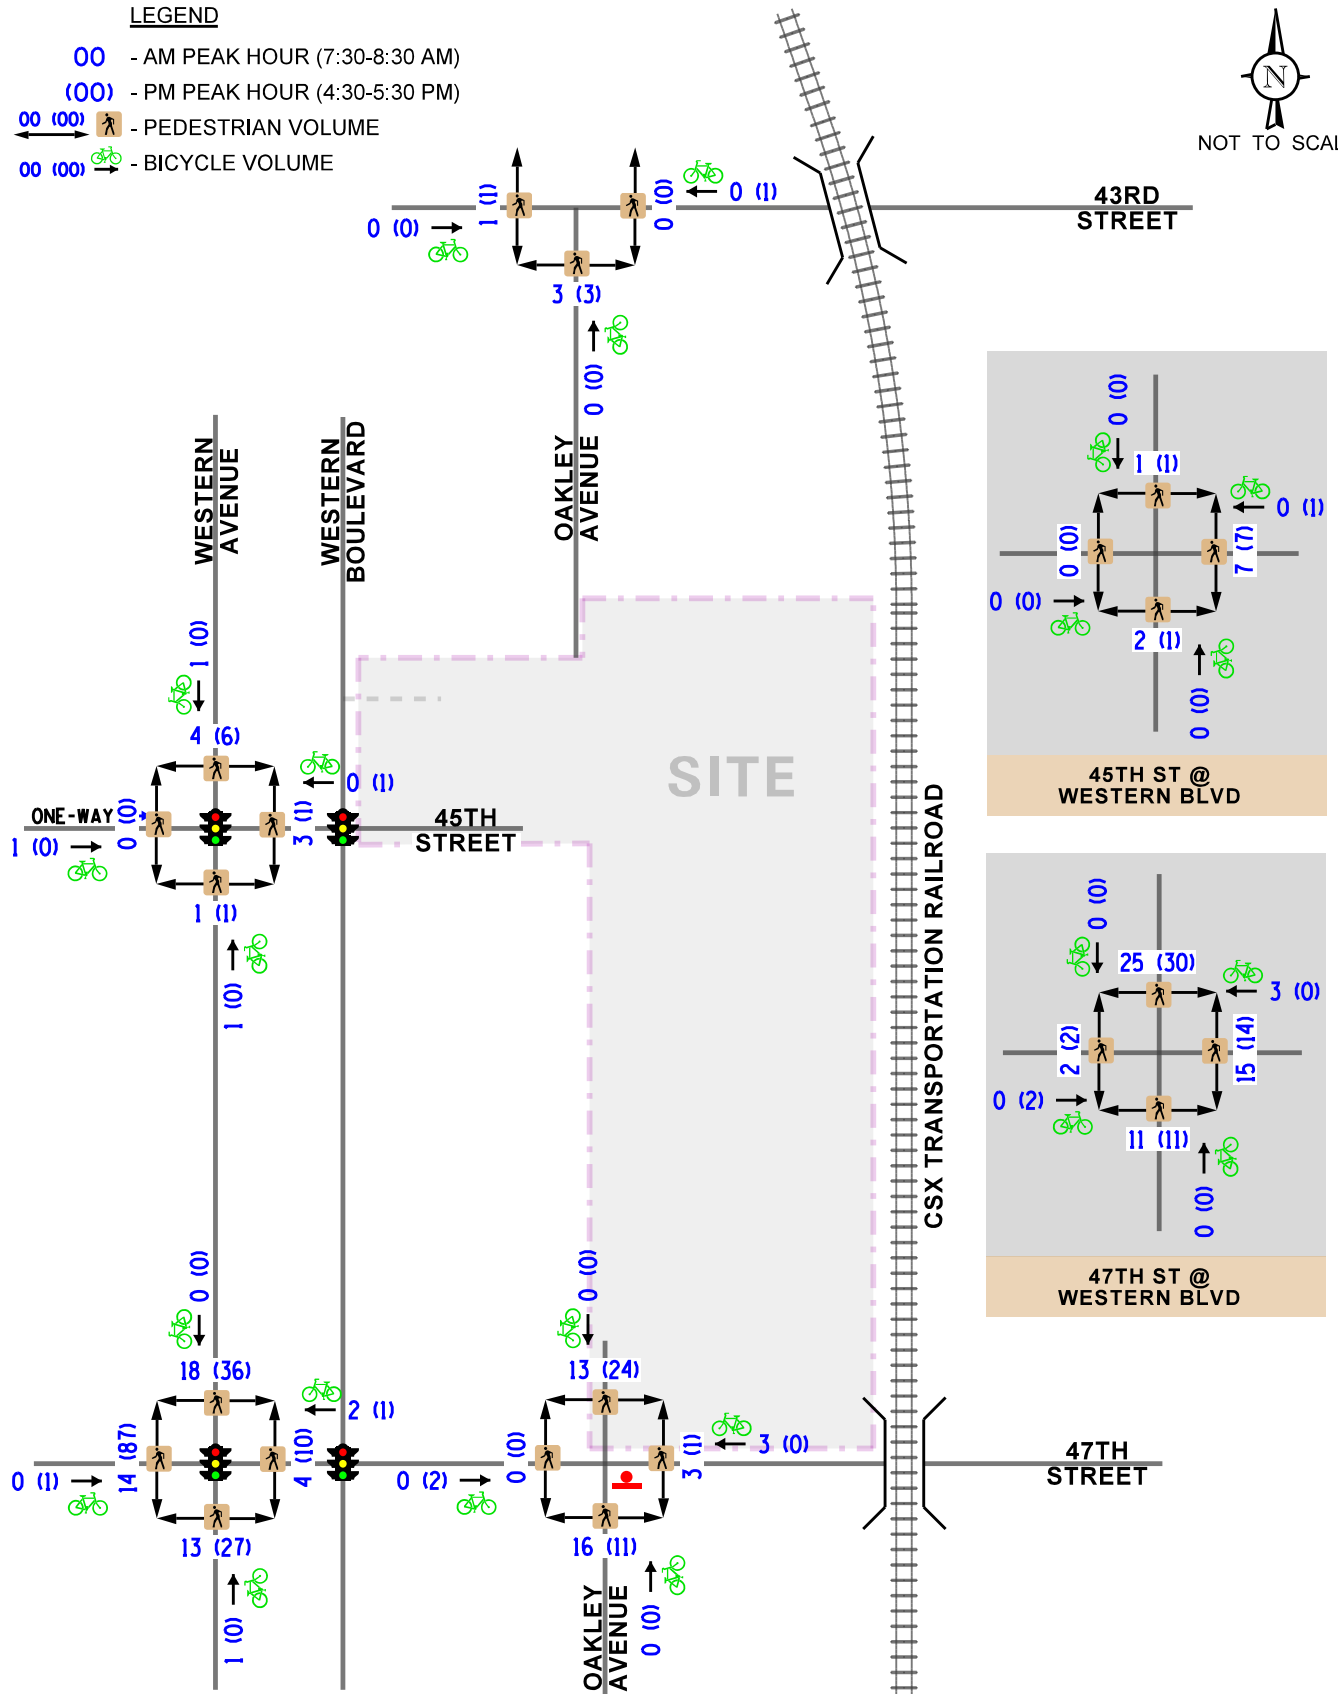 LEGEND
00 - AM PEAK HOUR (7:30-8:30 AM)
(00) - PM PEAK HOUR (4:30-5:30 PM)
00 (00) - PEDESTRIAN VOLUME
00 (00) - BICYCLE VOLUME
N
NOT TO SCAL
1 (1)
0 (0)
0 (1)
0 (0)
3 (3)
0 (0)
43RD
STREET
WESTERN
AVENUE
WESTERN
BOULEVARD
OAKLEY
AVENUE
0 (0)
1 (1)
0 (1)
0 (0)
7 (7)
0 (0)
2 (1)
0 (0)
45TH ST @
WESTERN BLVD
1 (0)
4 (6)
0 (1)
ONE-WAY
0 (0)
3 (1)
1 (0)
1 (1)
1 (0)
45TH
STREET
SITE
CSX TRANSPORTATION RAILROAD
0 (0)
25 (30)
3 (0)
2 (2)
15 (14)
0 (2)
11 (11)
0 (0)
47TH ST @
WESTERN BLVD
0 (0)
18 (36)
2 (1)
14 (87)
4 (10)
0 (1)
13 (27)
1 (0)
0 (0)
13 (24)
3 (0)
0 (0)
3 (1)
0 (2)
16 (11)
0 (0)
OAKLEY
AVENUE
47TH
STREET